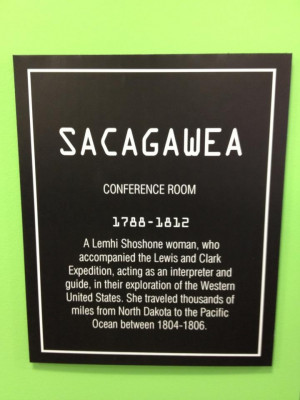 SACAGAWEA
CONFERENCE ROOM
1788-1812
A Lemhi Shoshone woman, who
accompanied the Lewis and Clark
Expedition, acting as an interpreter and
guide, in their exploration of the Western
United States. She traveled thousands of
miles from North Dakota to the Pacific
Ocean between 1804-1806.